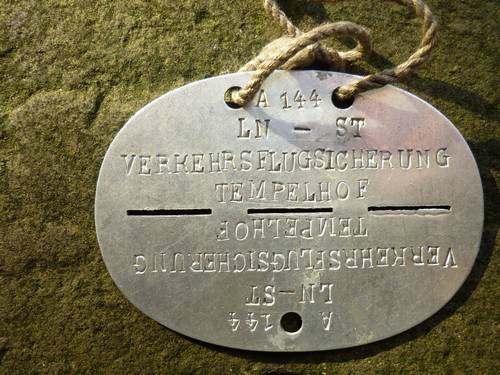 A 144
LN - ST
VERKEHRSFLUGSICHERUNG
TEMPELHOF
TEMPELHOF
VERKEHRSFLUGSICHERUNG
LN-ST
A 144